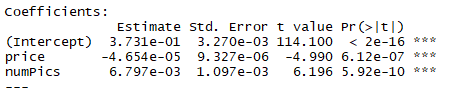 Coefficients:
Estimate Std. Error t value Pr(>|t|)
(Intercept) 3.731e-01 3.270e-03 114.100 < 2e-16 ***
price -4.654e-05 9.327e-06 -4.990 6.12e-07 ***
numPics 6.797e-03 1.097e-03 6.196 5.92e-10 ***
---